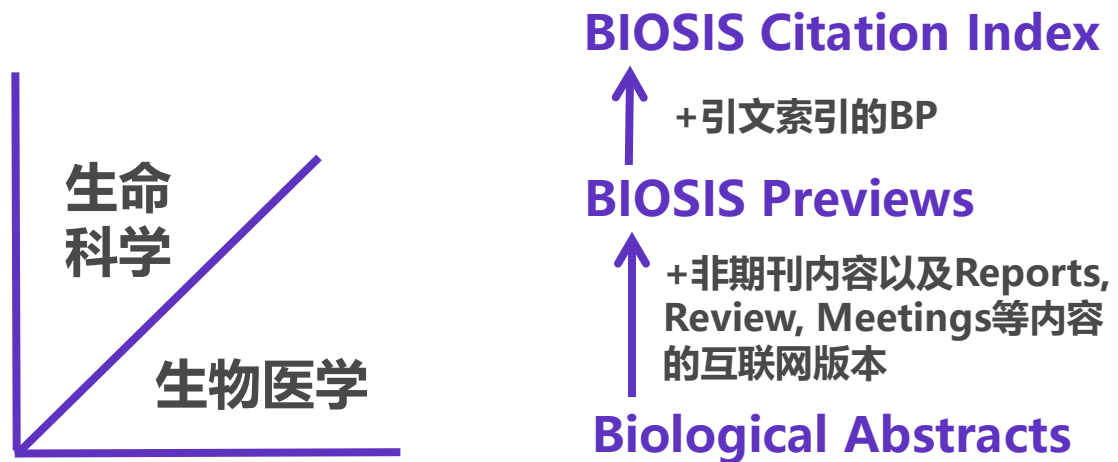 生命
科学
生物医学
BIOSIS Citation Index
+引文索引的BP
BIOSIS Previews
+非期刊内容以及Reports,
Review, Meetings等内容
的互联网版本
Biological Abstracts